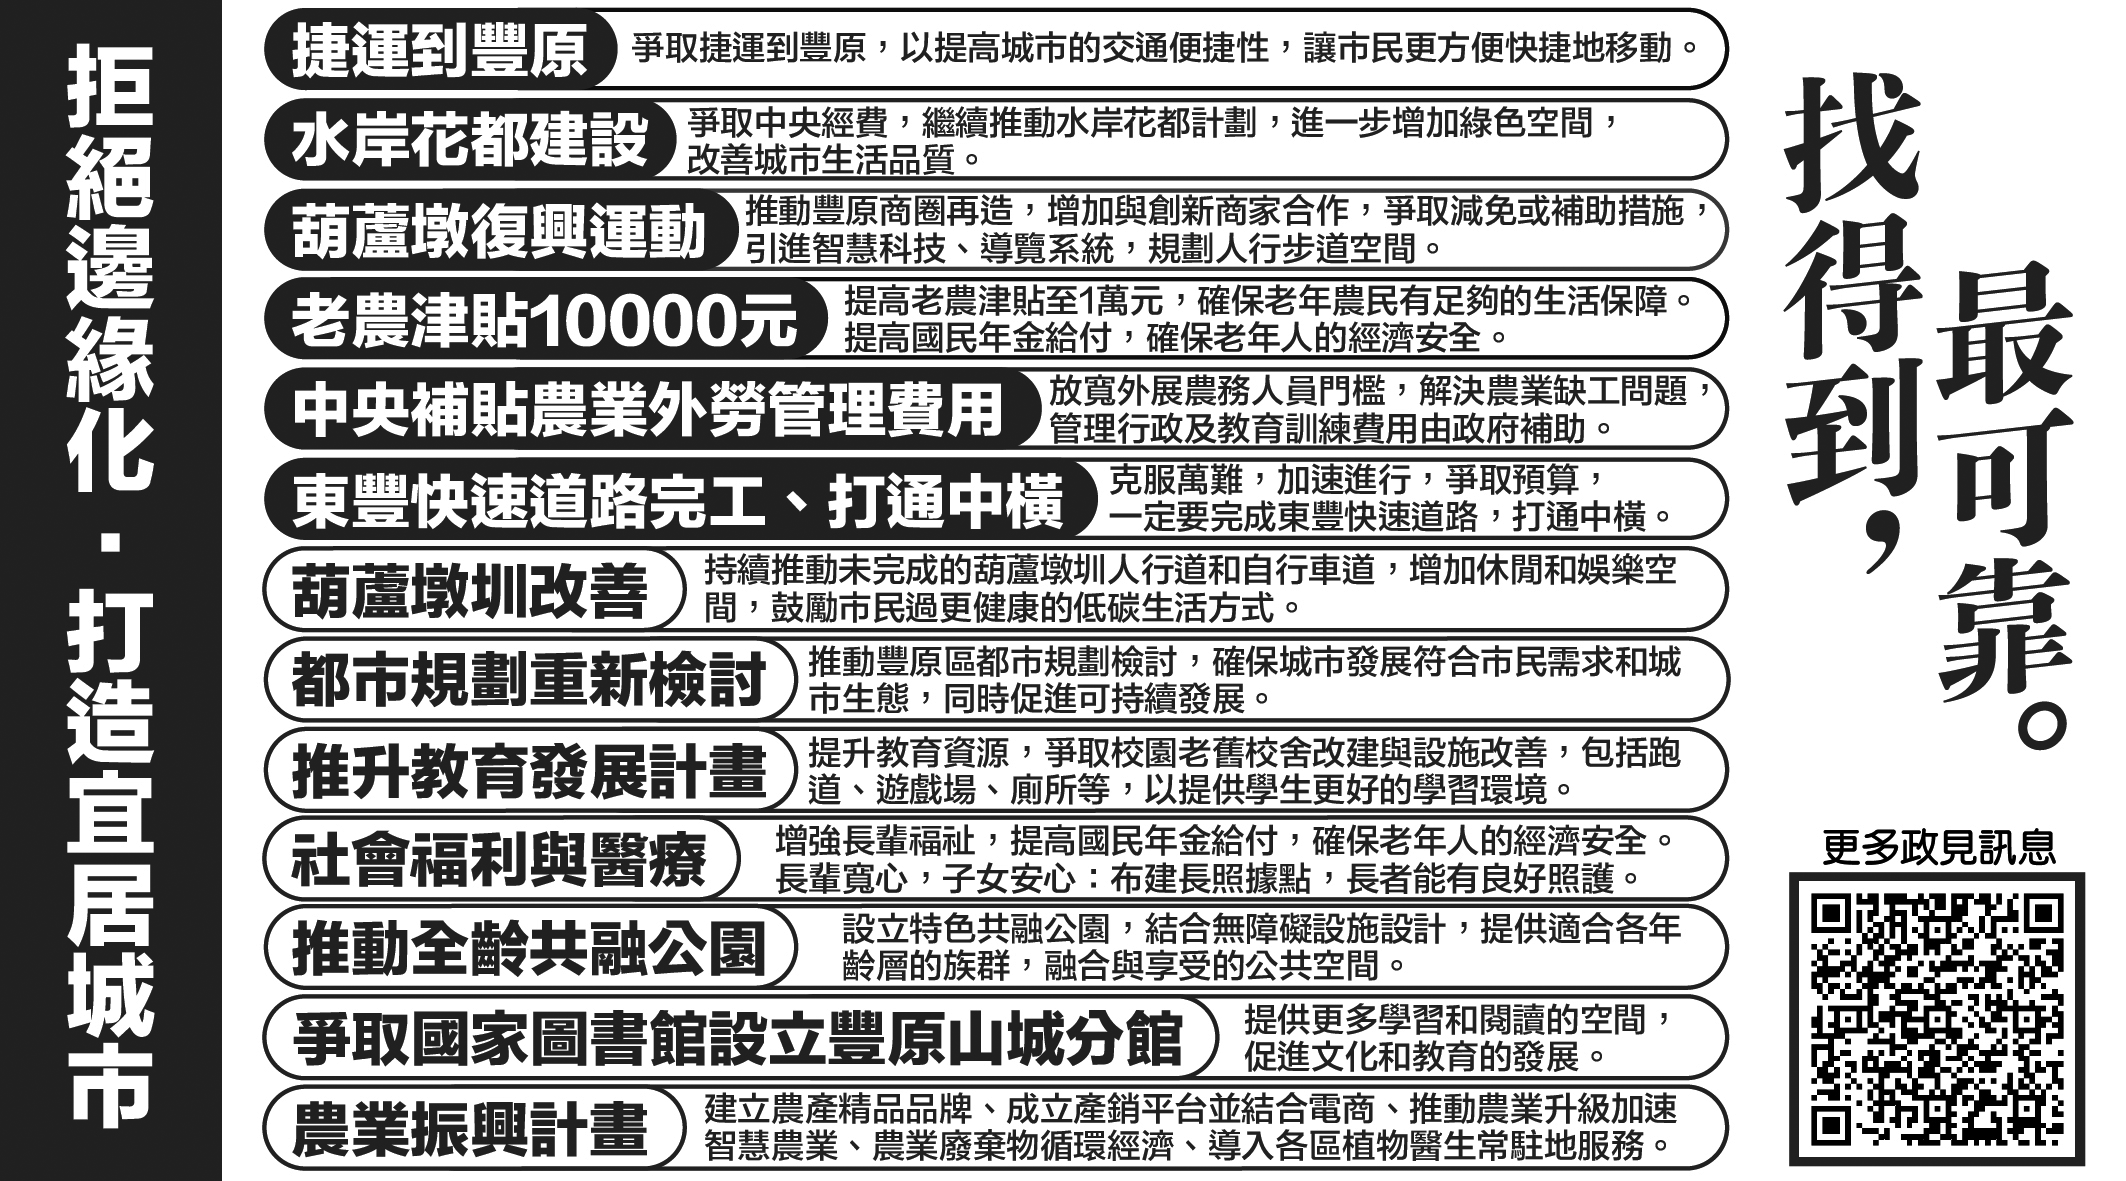 拒絕邊緣化．打造宜居城市
捷運到豐原
爭取捷運到豐原，以提高城市的交通便捷性，讓市民更方便快捷地移動。
水岸花都建設
爭取中央經費，繼續推動水岸花都計劃，進一步增加綠色空間，
改善城市生活品質。
葫蘆墩復興運動
推動豐原商圈再造，增加與創新商家合作，爭取減免或補助措施，
引進智慧科技、導覽系統，規劃人行步道空間。
老農津貼10000元
提高老農津貼至1萬元，確保老年農民有足夠的生活保障。
提高國民年金給付，確保老年人的經濟安全。
中央補貼農業外勞管理費用
放寬外展農務人員門檻，解決農業缺工問題，
管理行政及教育訓練費用由政府補助。
東豐快速道路完工、打通中橫
克服萬難，加速進行，爭取預算，
一定要完成東豐快速道路，打通中橫。
葫蘆墩圳改善
持續推動未完成的葫蘆墩圳人行道和自行車道，增加休閒和娛樂空
間，鼓勵市民過更健康的低碳生活方式。
都市規劃重新檢討
推動豐原區都市規劃檢討，確保城市發展符合市民需求和城
市生態，同時促進可持續發展。
推升教育發展計畫
提升教育資源，爭取校園老舊校舍改建與設施改善，包括跑
道、遊戲場、廁所等，以提供學生更好的學習環境。
社會福利與醫療
增強長輩福祉，提高國民年金給付，確保老年人的經濟安全。
長輩寬心，子女安心：布建長照據點，長者能有良好照護。
推動全齡共融公園
設立特色共融公園，結合無障礙設施設計，提供適合各年
齡層的族群，融合與享受的公共空間。
爭取國家圖書館設立豐原山城分館
提供更多學習和閱讀的空間，
促進文化和教育的發展。
農業振興計畫
建立農產精品品牌、成立產銷平台並結合電商、推動農業升級加速
智慧農業、農業廢棄物循環經濟、導入各區植物醫生常駐地服務。
找得到，
最可靠。
更多政見訊息